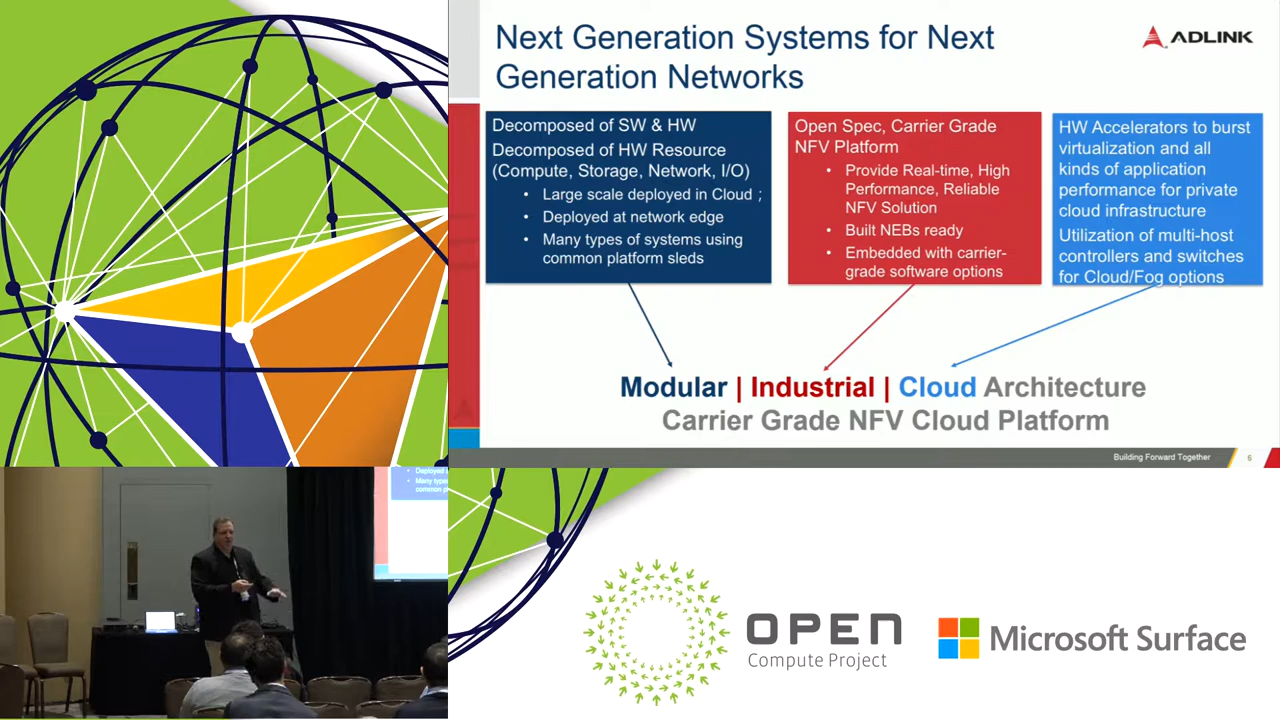 Next Generation Systems for Next
Generation Networks
ADLINK
Decomposed of SW & HW
Decomposed of HW Resource
(Compute, Storage, Network, I/O)
• Large scale deployed in Cloud ;
• Deployed at network edge
• Many types of systems using
common platform sleds
Open Spec, Carrier Grade
NFV Platform
• Provide Real-time, High
Performance, Reliable
NFV Solution
• Built NEBs ready
• Embedded with carrier-
grade software options
HW Accelerators to burst
virtualization and all
kinds of application
performance for private
cloud infrastructure
Utilization of multi-host
controllers and switches
for Cloud/Fog options
Modular | Industrial | Cloud Architecture
Carrier Grade NFV Cloud Platform
Building Forward Together
6
Deployed
• Many types
common p
OPEN
Compute Project
Microsoft Surface